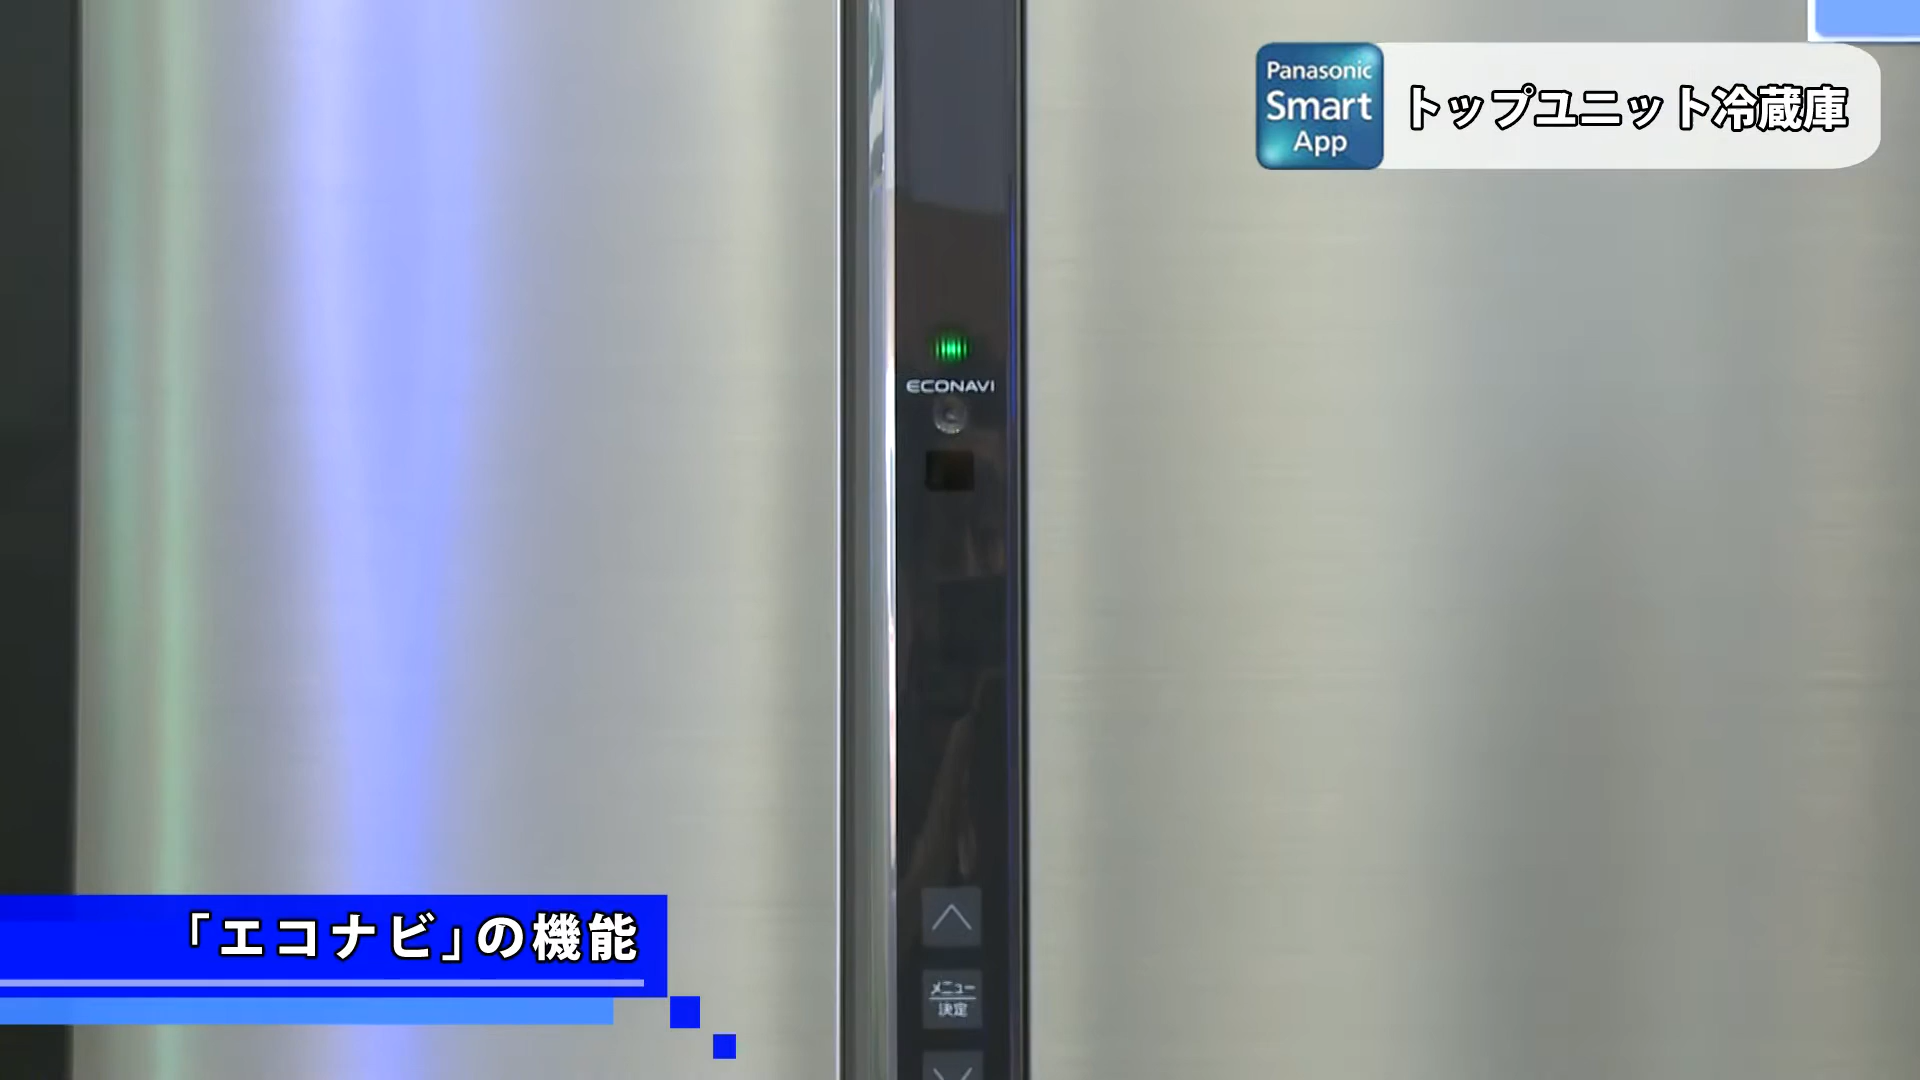 Panasonic
Smart
App
トップユニット冷蔵庫
ECONAVI
「エコナビ」の機能
メニュー
決定